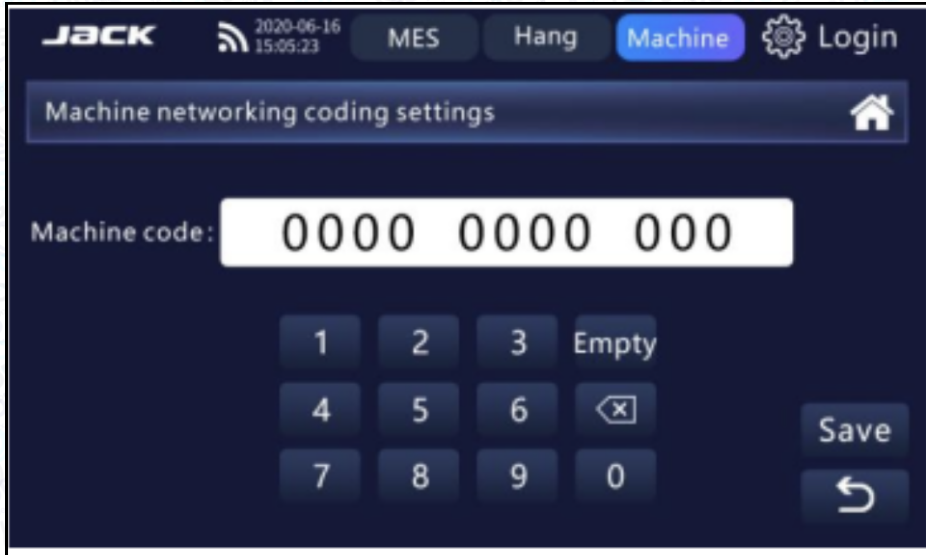 JACK 2020-06-16 MES Hang Machine Login
15:05:23
Machine networking coding settings
Machine code: 0000 0000 000
1 2 3 Empty
4 5 6
Save
7 8 9 0